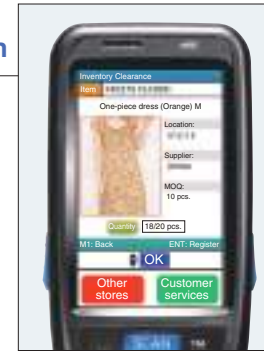 n
Inventory Clearance
Item
One-piece dress (Orange) M
Location:
Supplier:
MOQ:
10 pcs.
Quantity 18/20 pcs.
M1: Back ENT: Register
OK
Other stores
Customer services